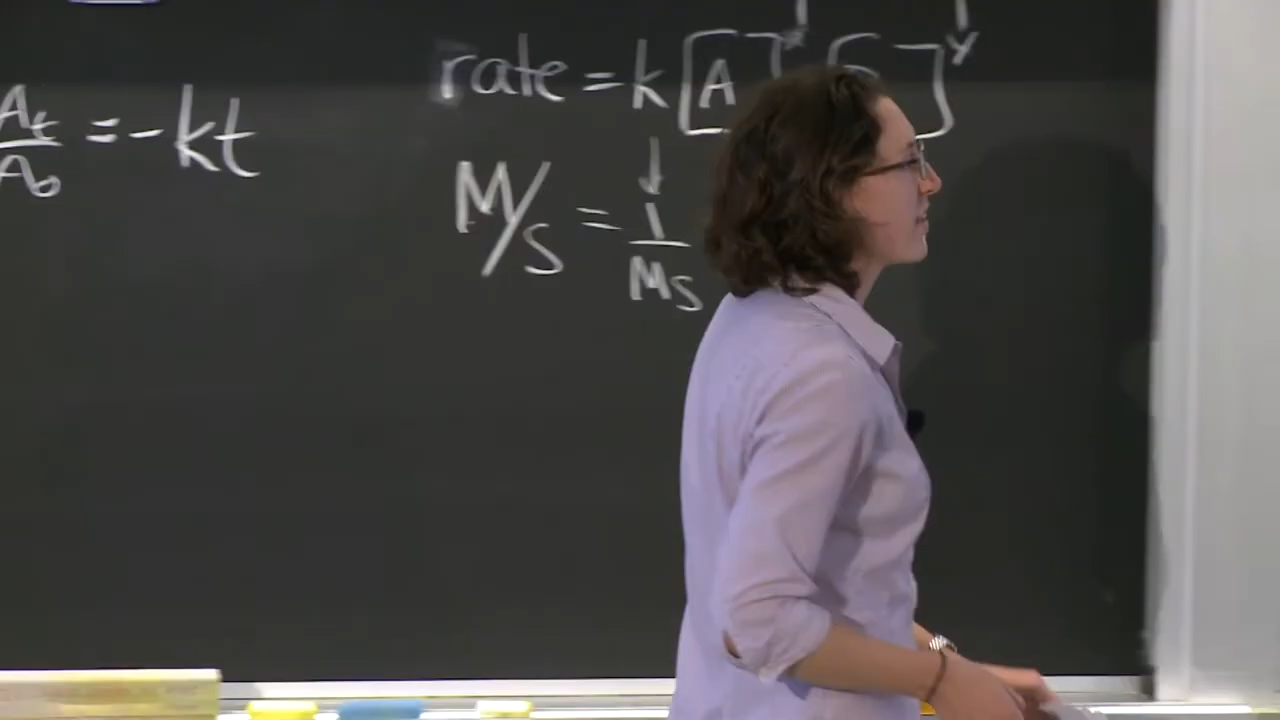 rate = k[A ]ˣ [ ]ʸ
Aₜ/A₀ = -kt
M/S = 1/MS